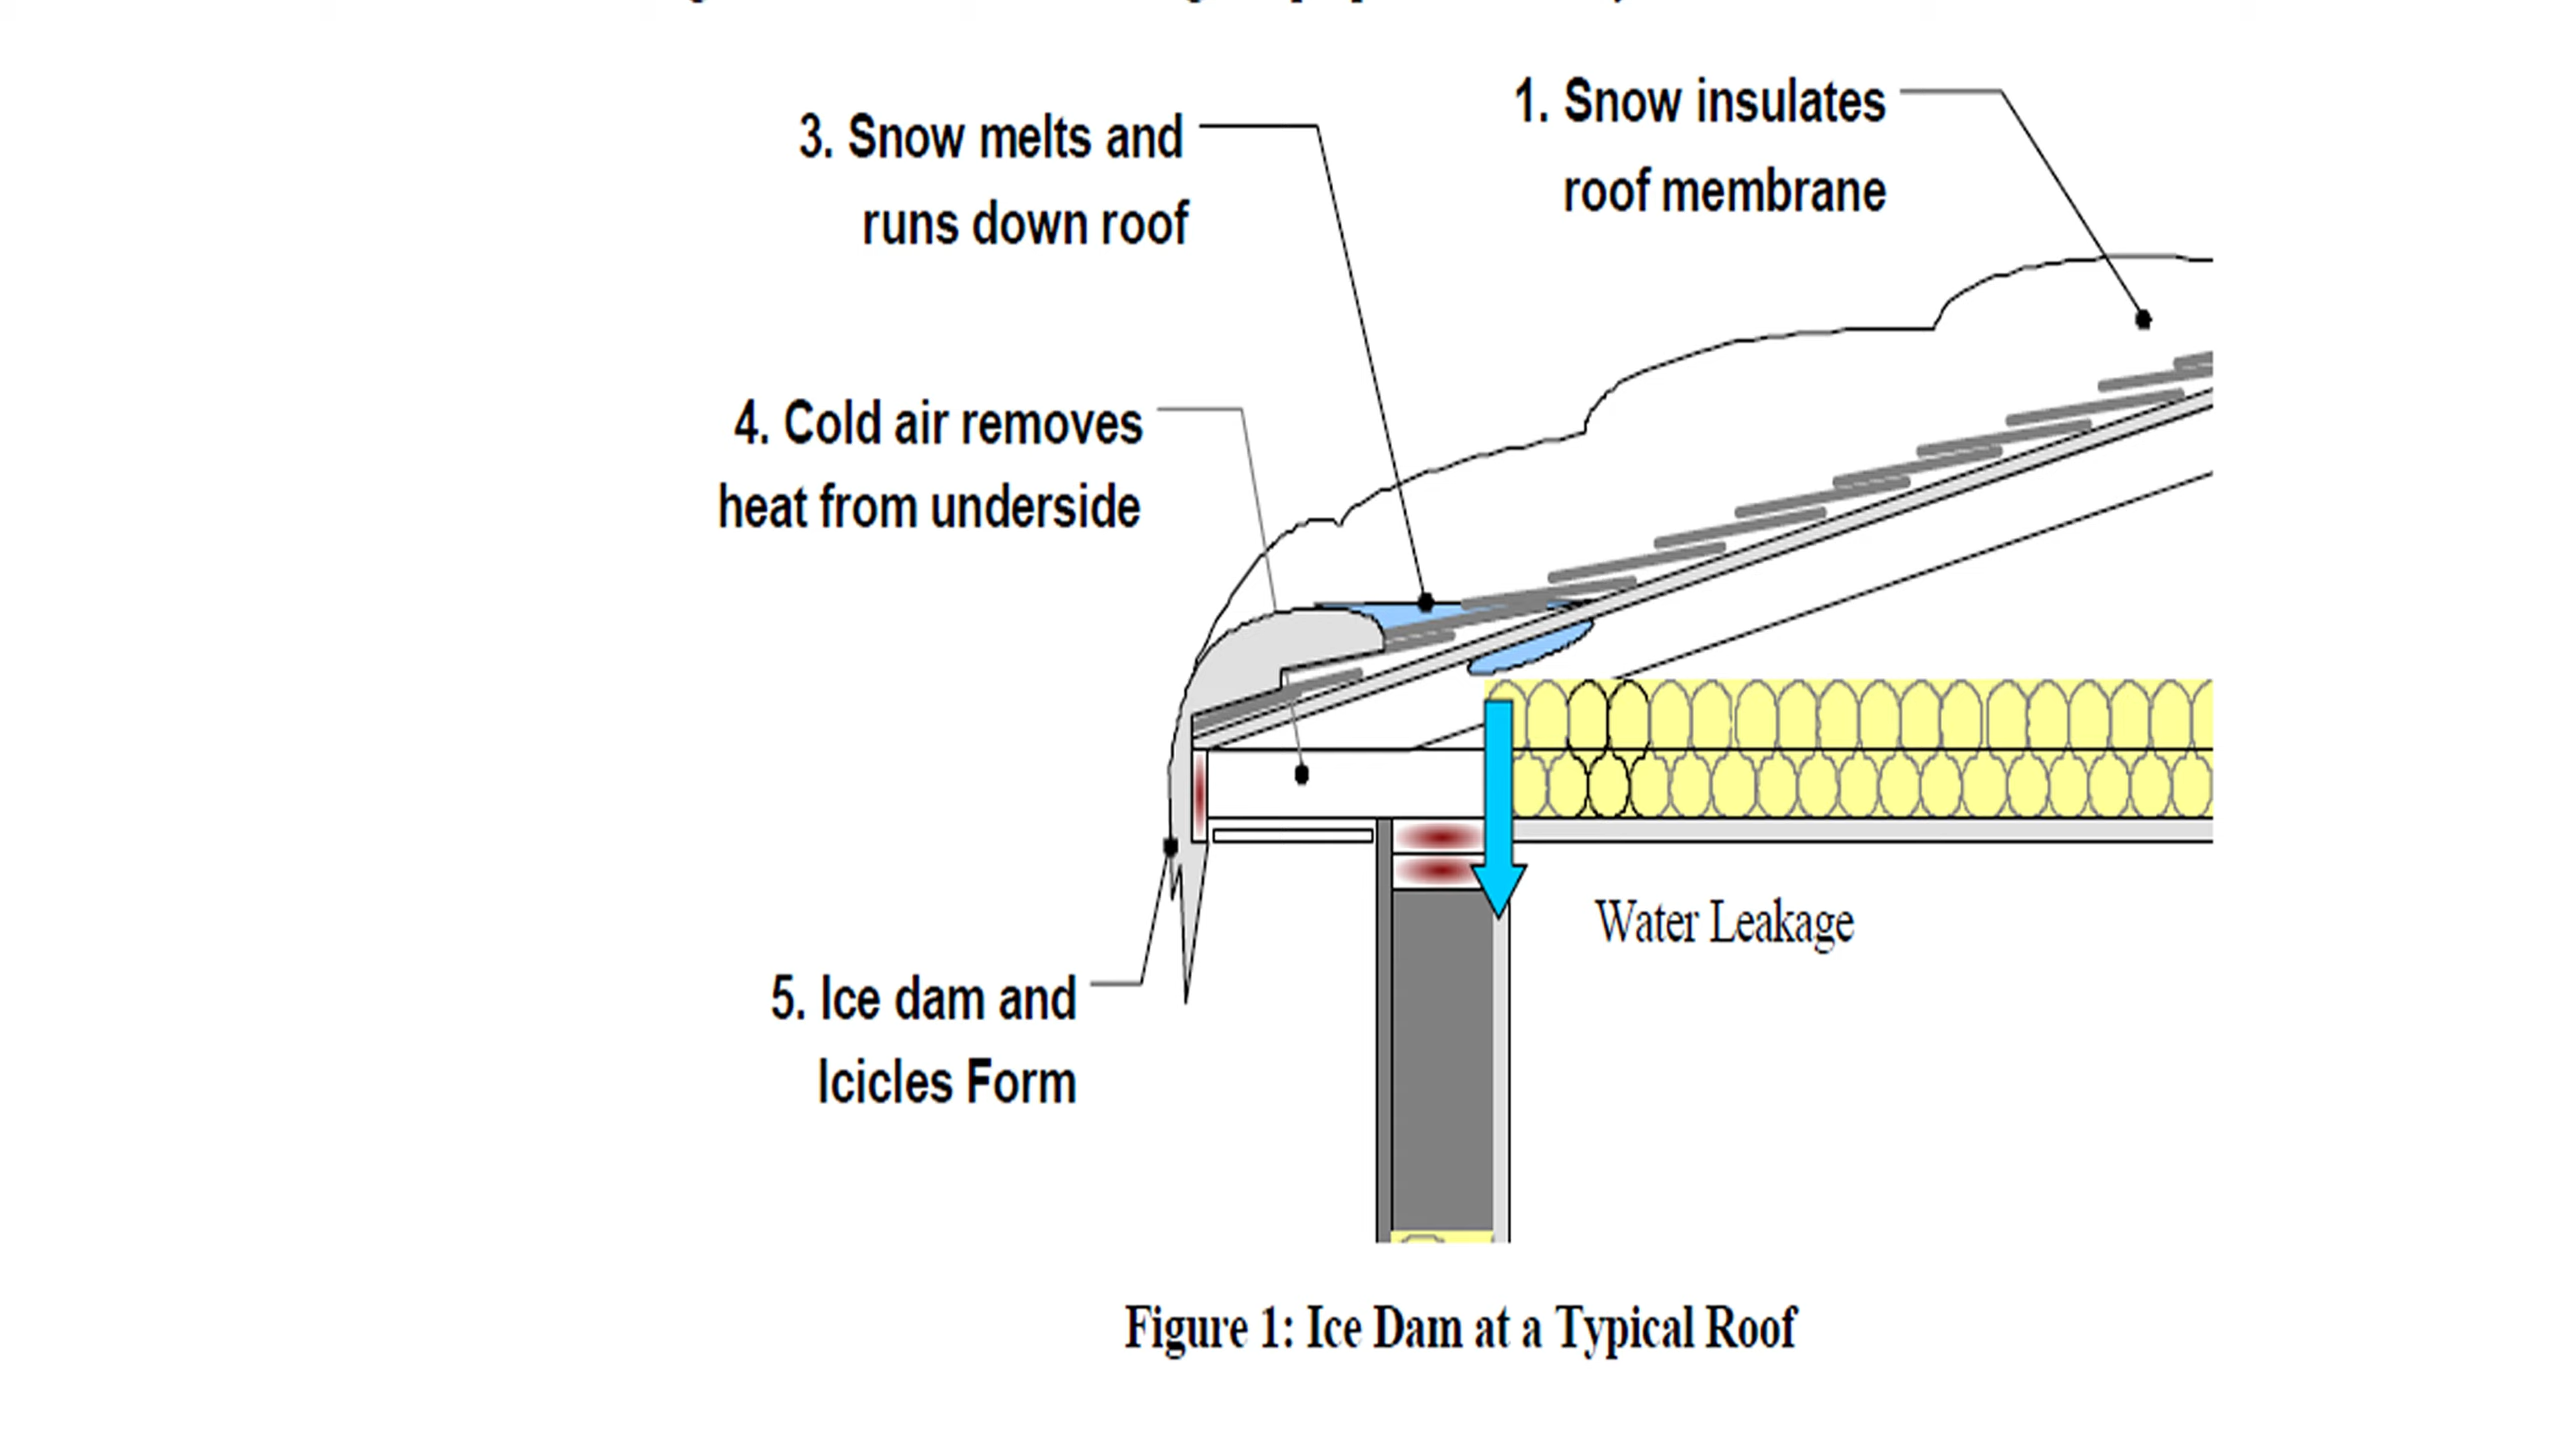 1. Snow insulates
roof membrane
3. Snow melts and
runs down roof
4. Cold air removes
heat from underside
5. Ice dam and
Icicles Form
Water Leakage
Figure 1: Ice Dam at a Typical Roof